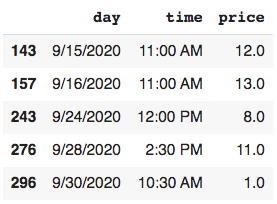 day time price
143 9/15/2020 11:00 AM 12.0
157 9/16/2020 11:00 AM 13.0
243 9/24/2020 12:00 PM 8.0
276 9/28/2020 2:30 PM 11.0
296 9/30/2020 10:30 AM 1.0